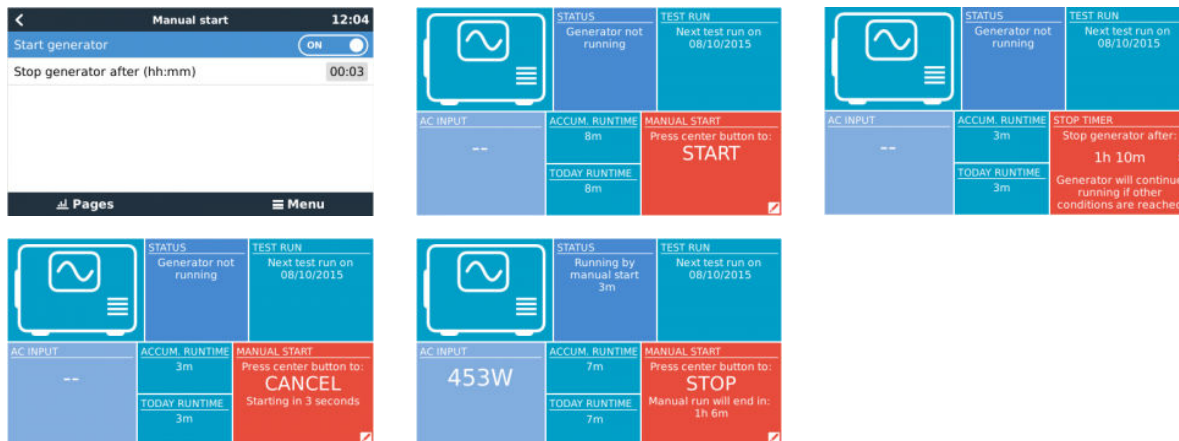 Manual start 12:04
Start generator ON
Stop generator after (hh:mm) 00:03
Pages Menu
STATUS
Generator not
running
TEST RUN
Next test run on
08/10/2015
AC INPUT
--
ACCUM. RUNTIME
8m
TODAY RUNTIME
8m
MANUAL START
Press center button to:
START
STATUS
Generator not
running
TEST RUN
Next test run on
08/10/2015
AC INPUT
--
ACCUM. RUNTIME
3m
TODAY RUNTIME
3m
STOP TIMER
Stop generator after:
1h 10m
Generator will continue
running if other
conditions are reached
STATUS
Generator not
running
TEST RUN
Next test run on
08/10/2015
AC INPUT
--
ACCUM. RUNTIME
3m
TODAY RUNTIME
3m
MANUAL START
Press center button to:
CANCEL
Starting in 3 seconds
STATUS
Running by
manual start
3m
TEST RUN
Next test run on
08/10/2015
AC INPUT
453W
ACCUM. RUNTIME
7m
TODAY RUNTIME
7m
MANUAL START
Press center button to:
STOP
Manual run will end in:
1h 6m